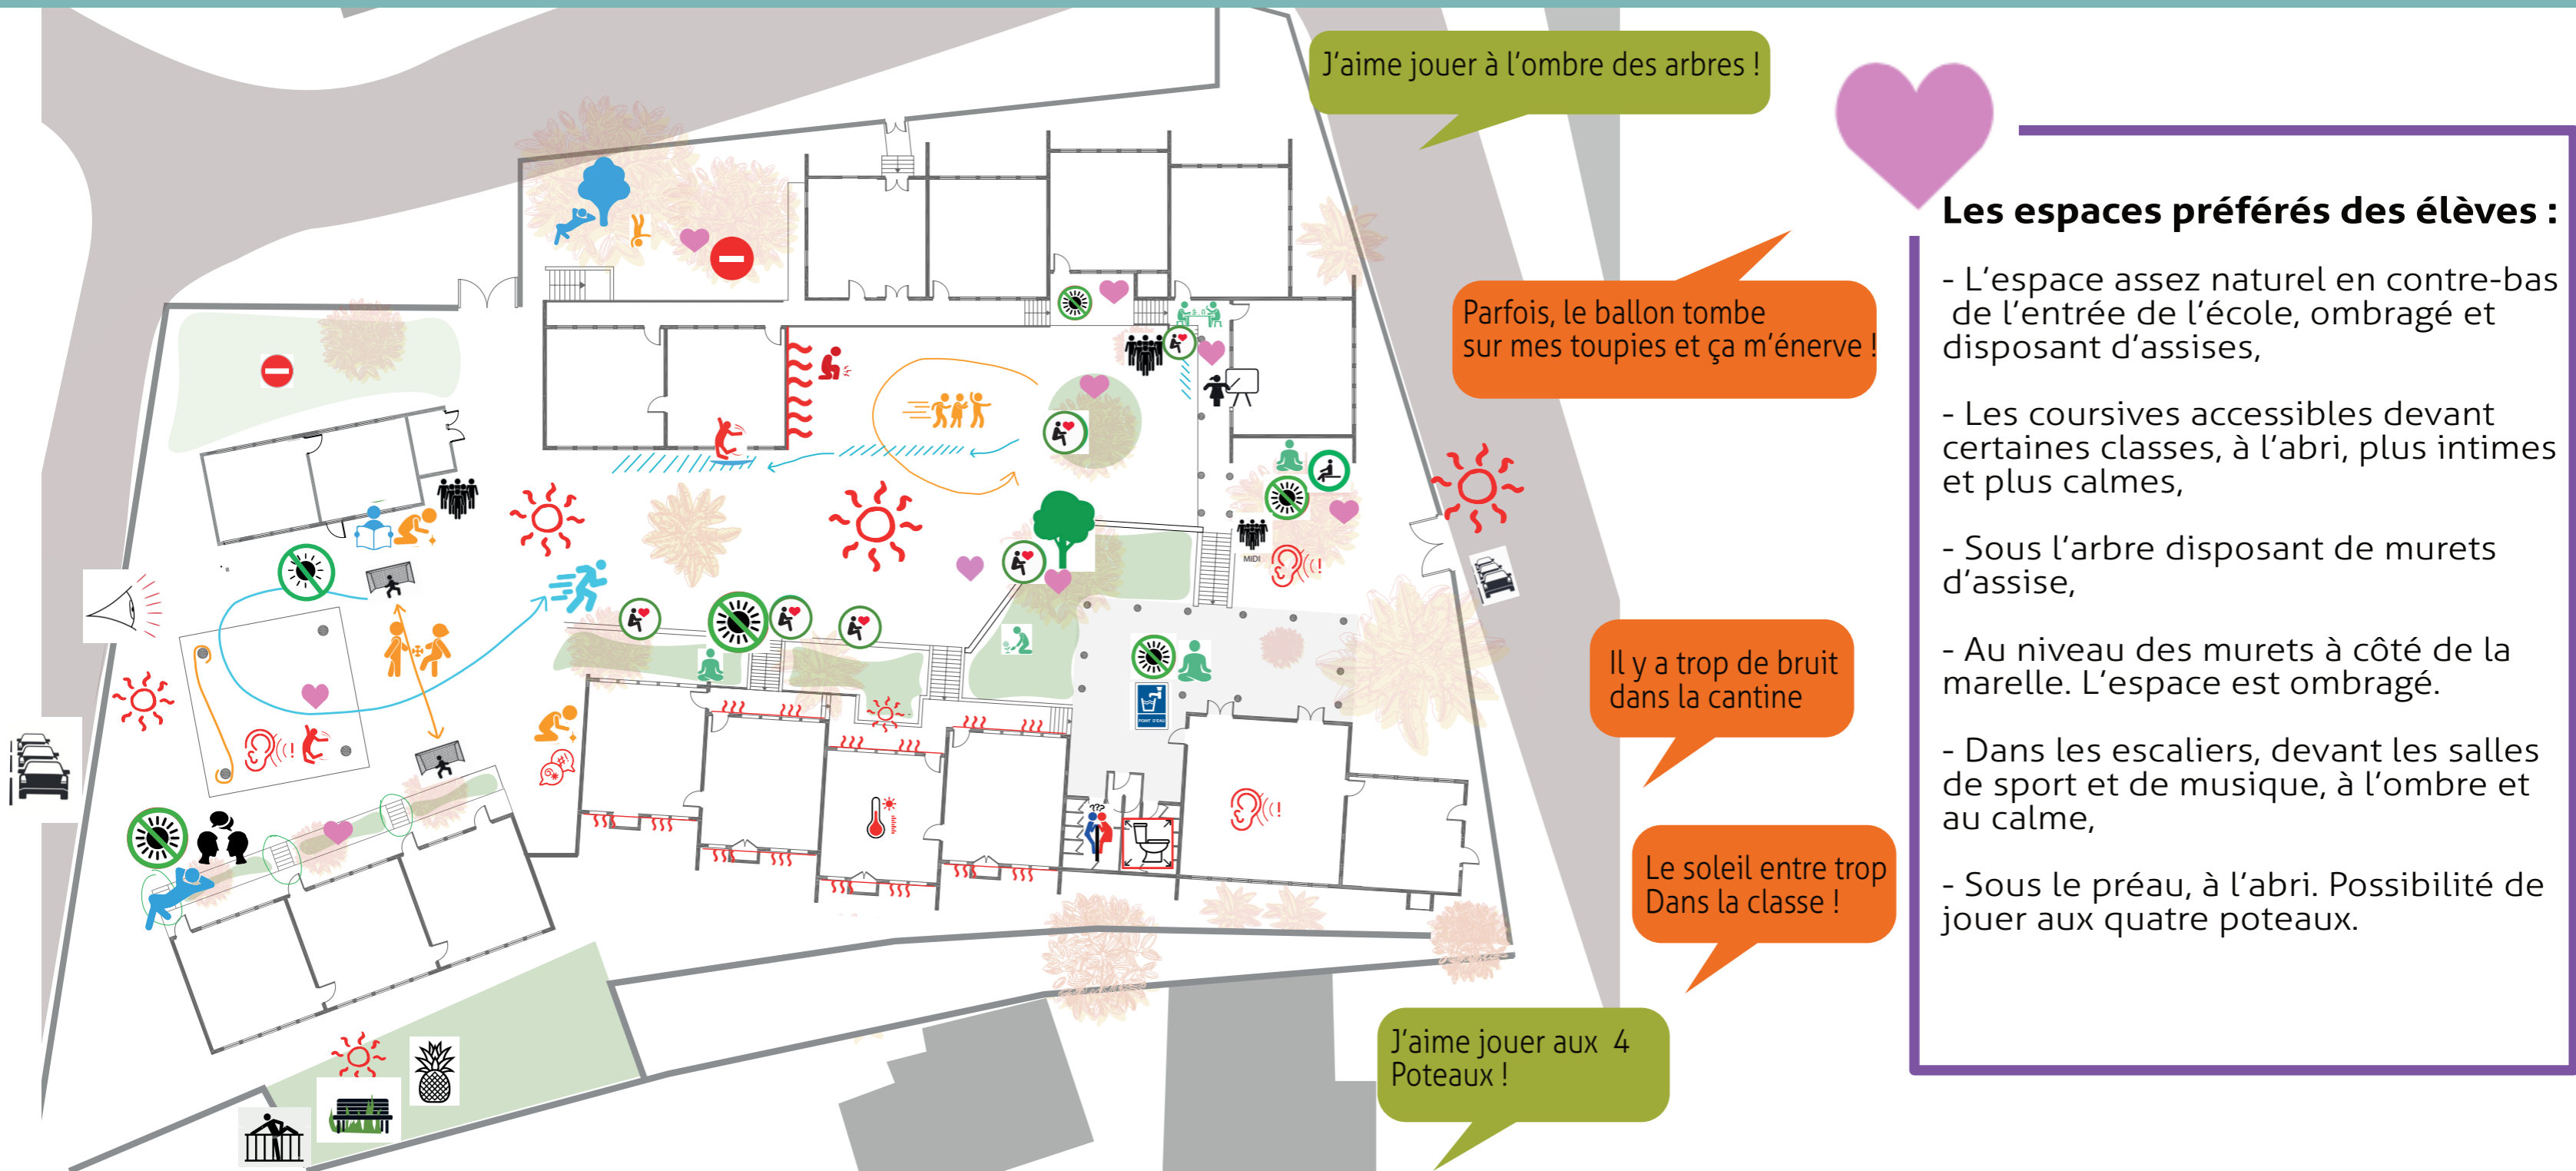 J'aime jouer à l'ombre des arbres !
Parfois, le ballon tombe
sur mes toupies et ça m'énerve !
Il y a trop de bruit
dans la cantine
Le soleil entre trop
Dans la classe !
J'aime jouer aux 4
Poteaux !
MIDI
POINT D'EAU
???
Les espaces préférés des élèves :
- L'espace assez naturel en contre-bas
de l'entrée de l'école, ombragé et
disposant d'assises,
- Les coursives accessibles devant
certaines classes, à l'abri, plus intimes
et plus calmes,
- Sous l'arbre disposant de murets
d'assise,
- Au niveau des murets à côté de la
marelle. L'espace est ombragé.
- Dans les escaliers, devant les salles
de sport et de musique, à l'ombre et
au calme,
- Sous le préau, à l'abri. Possibilité de
jouer aux quatre poteaux.